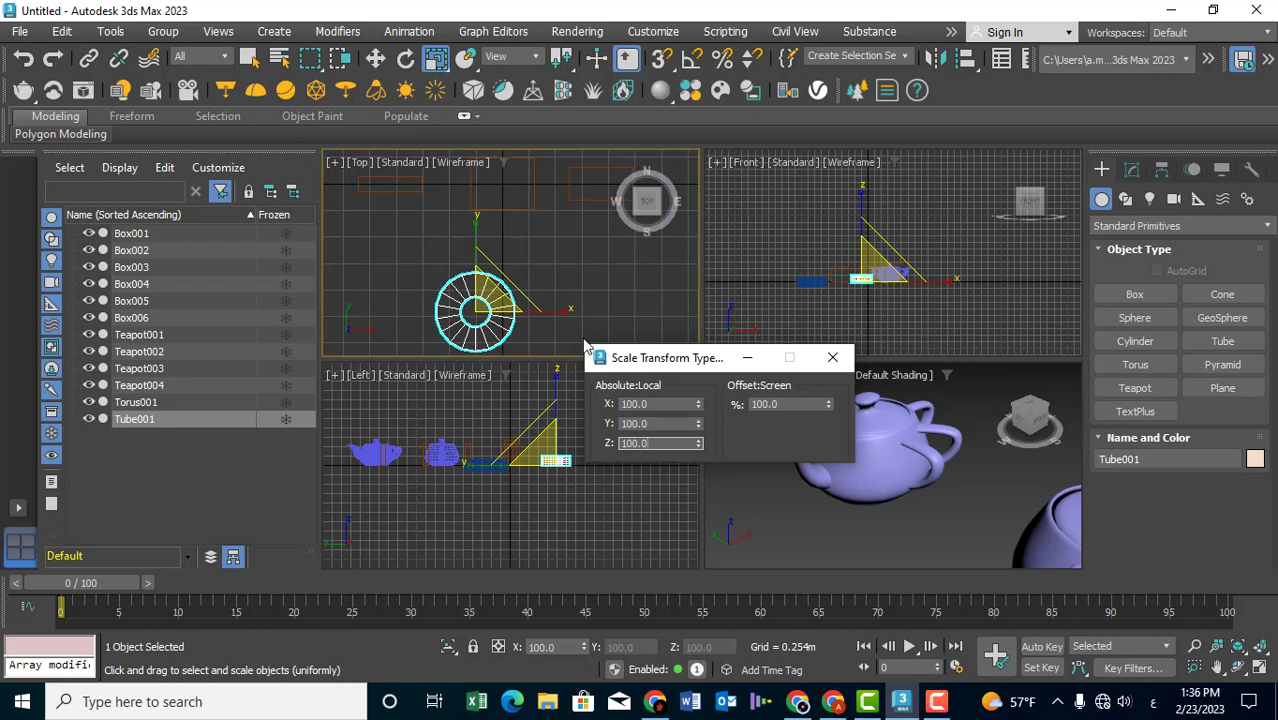 Untitled - Autodesk 3ds Max 2023
File Edit Tools Group Views Create Modifiers Animation Graph Editors Rendering Customize Scripting Civil View Substance Sign In Workspaces: Default
All View Create Selection Se C:\Users\a.m...3ds Max 2023
Modeling Freeform Selection Object Paint Populate
Polygon Modeling
Select Display Edit Customize
Name (Sorted Ascending) Frozen
Box001
Box002
Box003
Box004
Box005
Box006
Teapot001
Teapot002
Teapot003
Teapot004
Torus001
Tube001
Default
[+] [Top] [Standard] [Wireframe]
N
W TOP E
S
y
x
y
[+] [Front] [Standard] [Wireframe]
FRONT
z
x
z
[+] [Left] [Standard] [Wireframe]
z
y
z
y
Default Shading]
z
y
Scale Transform Type...
Absolute:Local Offset:Screen
X: 100.0 %: 100.0
Y: 100.0
Z: 100.0
Standard Primitives
Object Type
AutoGrid
Box Cone
Sphere GeoSphere
Cylinder Tube
Torus Pyramid
Teapot Plane
TextPlus
Name and Color
Tube001
0 / 100
0 5 10 15 20 25 30 35 40 45 50 55 60 65 70 75 80 85 90 95 100
1 Object Selected X: 100.0 Y: 100.0 Z: 100.0 Grid = 0.254m Auto Key Selected
Array modifi Click and drag to select and scale objects (uniformly) Enabled: 1 Add Time Tag 0 Set Key Key Filters...
Type here to search 57°F ع 1:36 PM
2/23/2023